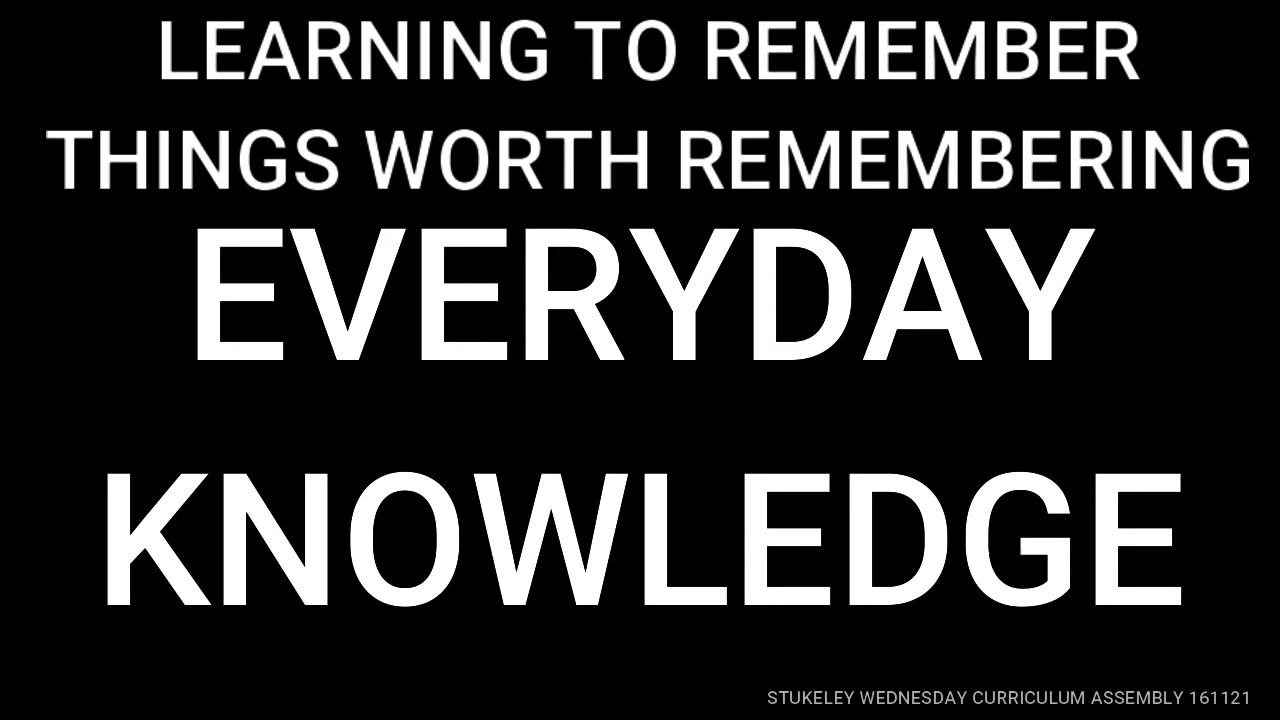 LEARNING TO REMEMBER
THINGS WORTH REMEMBERING
EVERYDAY
KNOWLEDGE
STUKELEY WEDNESDAY CURRICULUM ASSEMBLY 161121